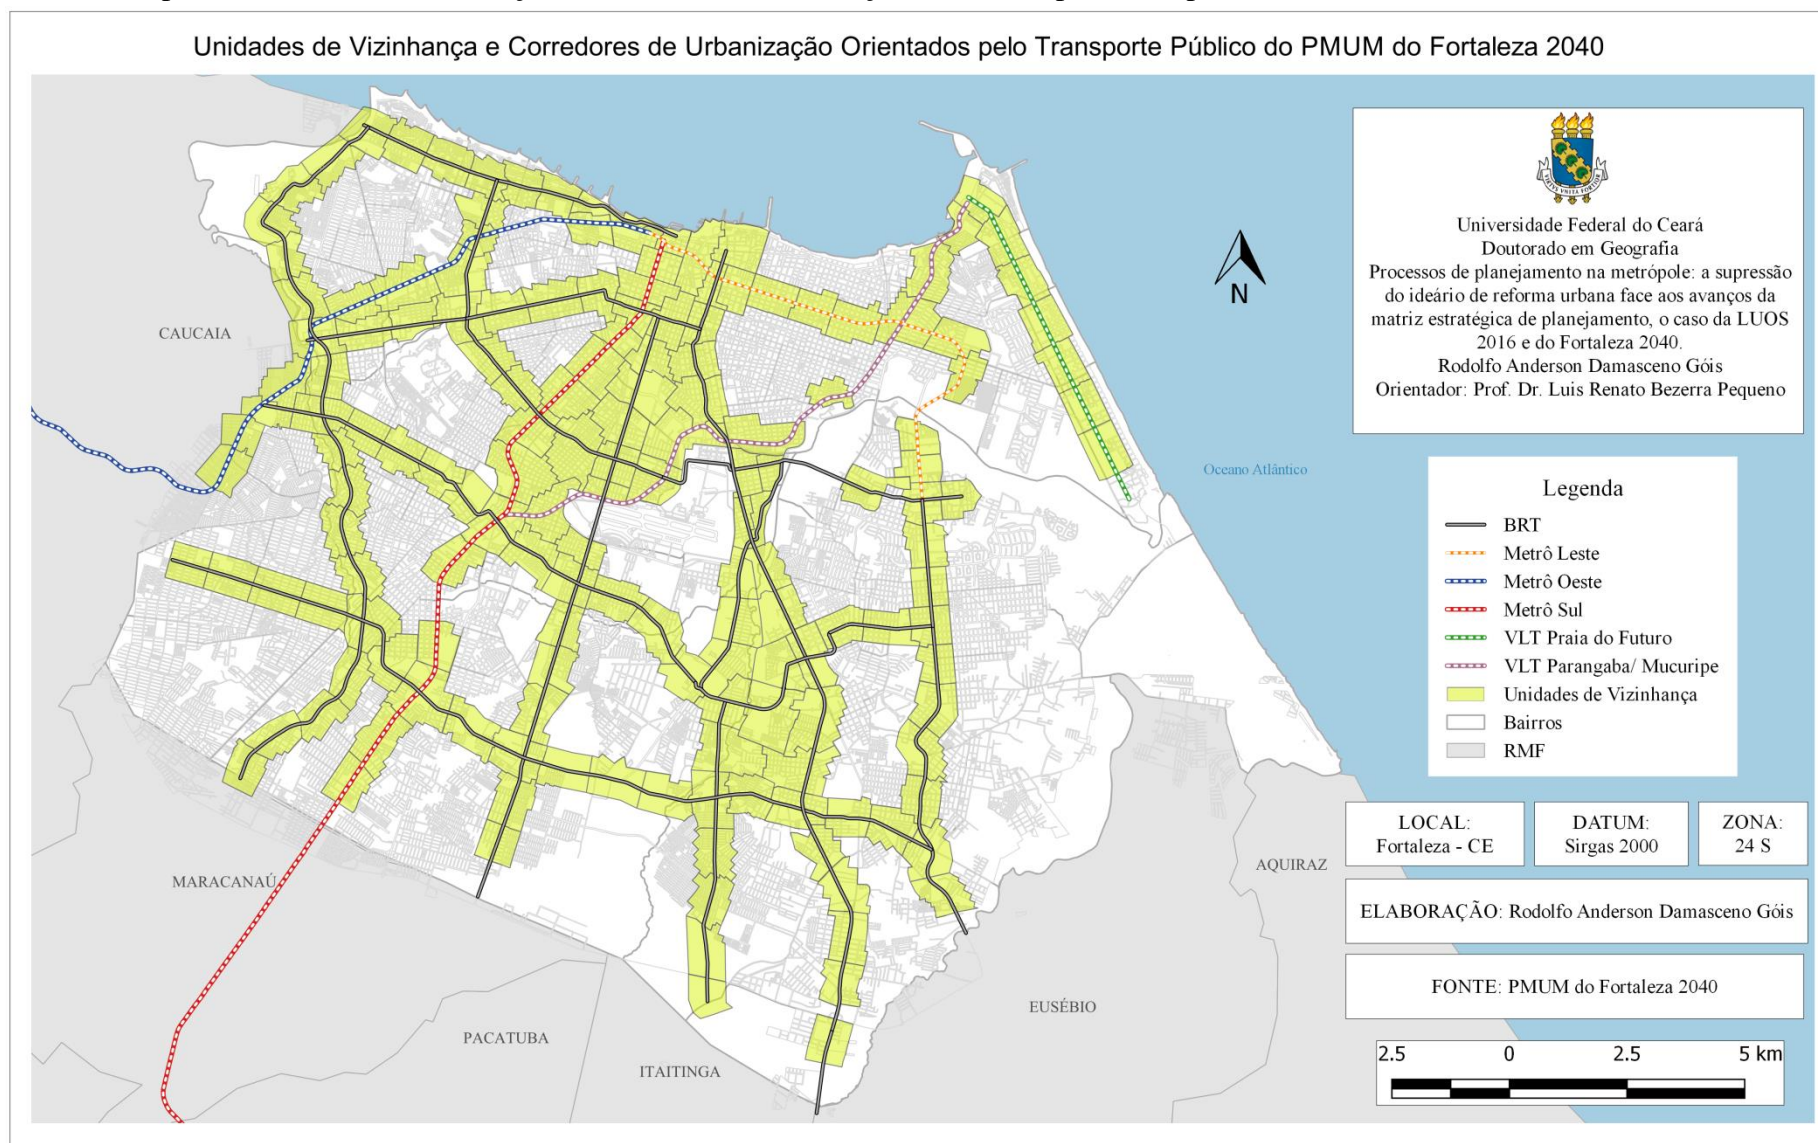 Unidades de Vizinhança e Corredores de Urbanização Orientados pelo Transporte Público do PMUM do Fortaleza 2040
VIRTUS UNITA FORTIOR
Universidade Federal do Ceará
Doutorado em Geografia
Processos de planejamento na metrópole: a supressão
do ideário de reforma urbana face aos avanços da
matriz estratégica de planejamento, o caso da LUOS
2016 e do Fortaleza 2040.
Rodolfo Anderson Damasceno Góis
Orientador: Prof. Dr. Luis Renato Bezerra Pequeno
N
CAUCAIA
Oceano Atlântico
Legenda
BRT
Metrô Leste
Metrô Oeste
Metrô Sul
VLT Praia do Futuro
VLT Parangaba/ Mucuripe
Unidades de Vizinhança
Bairros
RMF
MARACANAÚ
PACATUBA
ITAITINGA
EUSÉBIO
AQUIRAZ
LOCAL:
Fortaleza - CE
DATUM:
Sirgas 2000
ZONA:
24 S
ELABORAÇÃO: Rodolfo Anderson Damasceno Góis
FONTE: PMUM do Fortaleza 2040
2.5 0 2.5 5 km